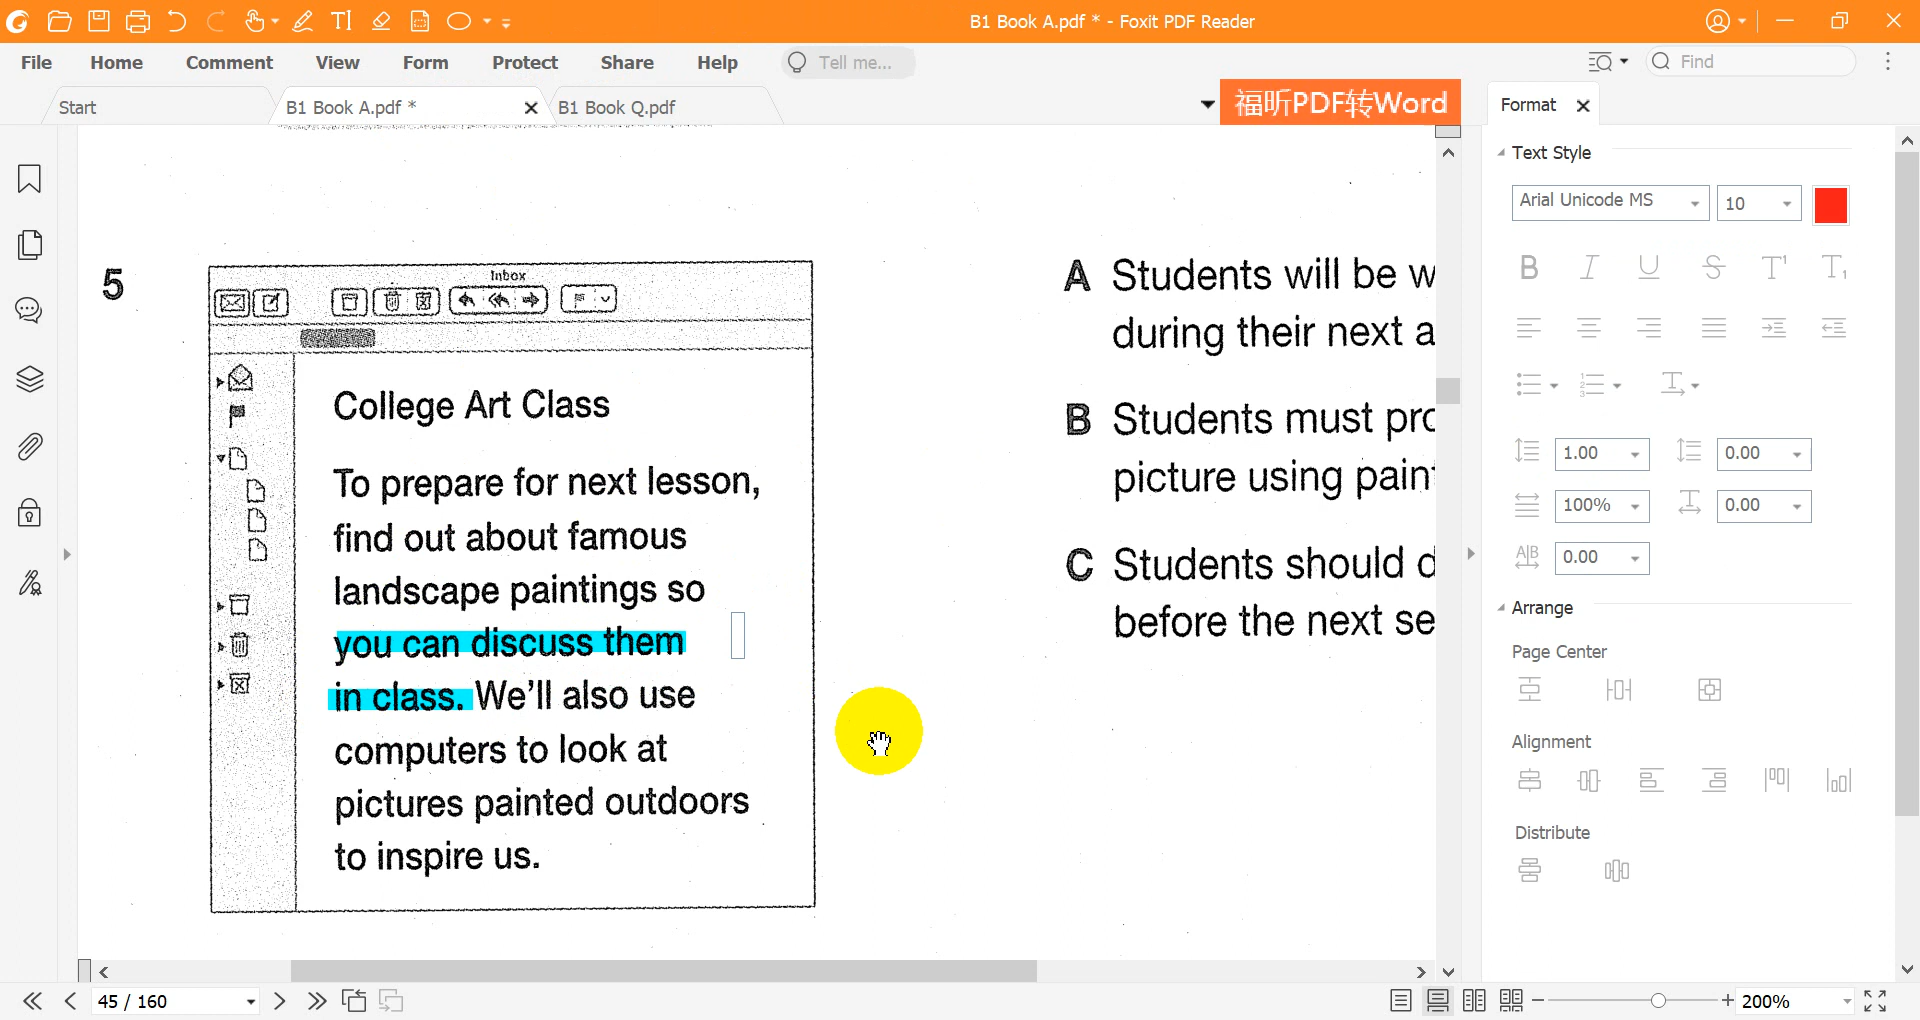 B1 Book A.pdf * - Foxit PDF Reader
File Home Comment View Form Protect Share Help Tell me... Find
Start B1 Book A.pdf * B1 Book Q.pdf 福昕PDF转Word Format
Text Style
Arial Unicode MS 10
1.00 0.00
100% 0.00
0.00
Arrange
Page Center
Alignment
Distribute
5
Inbox
College Art Class
To prepare for next lesson,
find out about famous
landscape paintings so
you can discuss them
in class. We'll also use
computers to look at
pictures painted outdoors
to inspire us.
A Students will be w
during their next a
B Students must pro
picture using pain
C Students should d
before the next se
45 / 160
200%